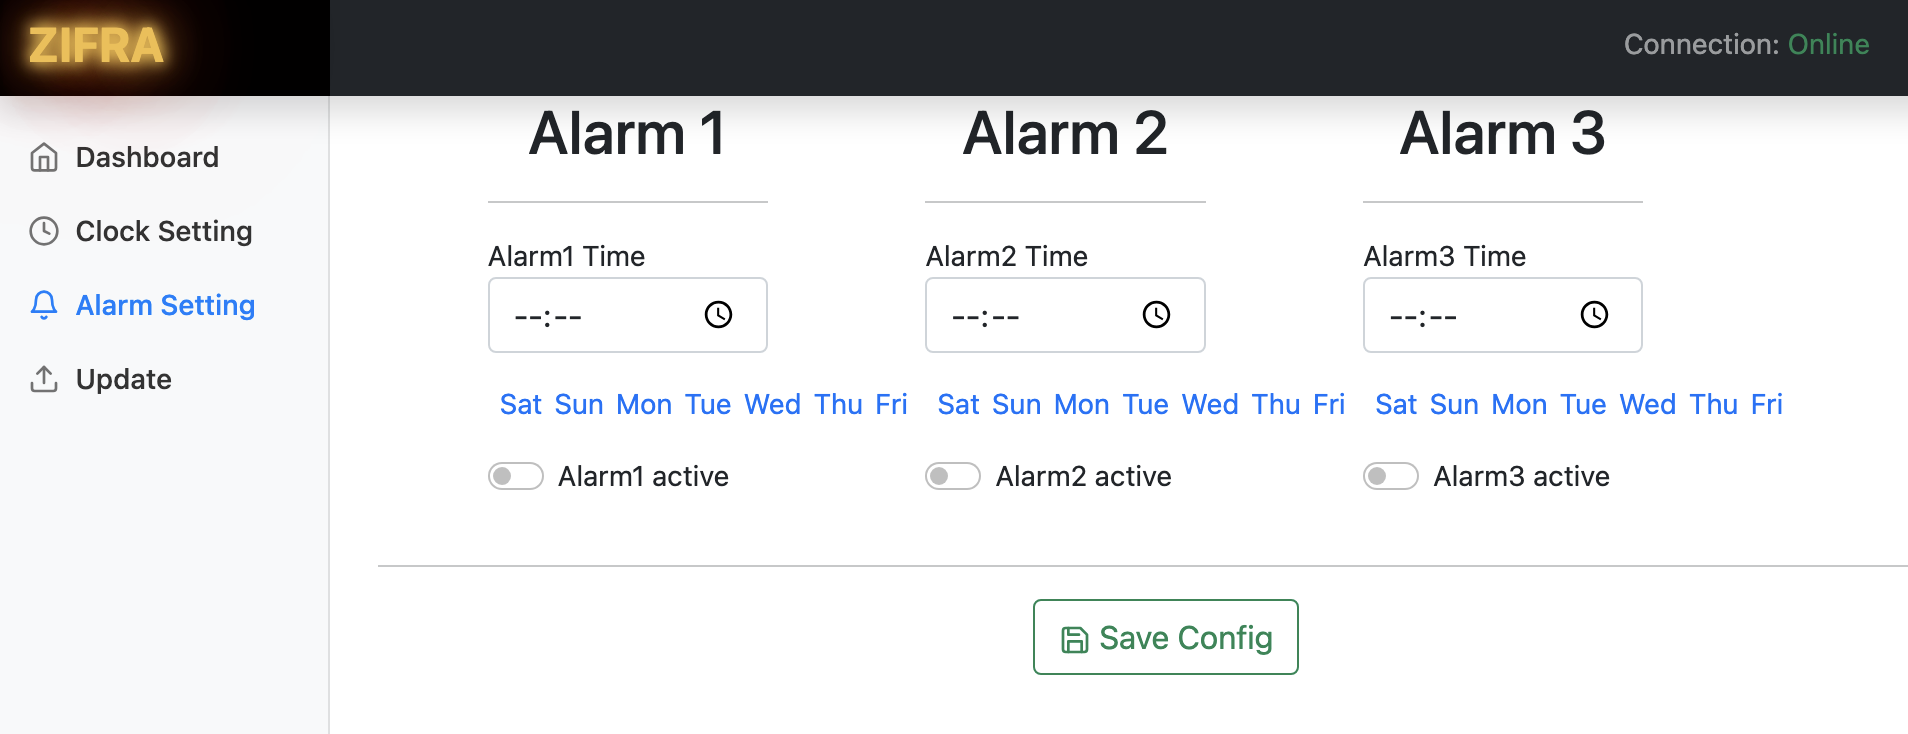 ZIFRA
Connection: Online
Dashboard
Clock Setting
Alarm Setting
Update
Alarm 1
Alarm1 Time
--:--
Sat Sun Mon Tue Wed Thu Fri
Alarm1 active
Alarm 2
Alarm2 Time
--:--
Sat Sun Mon Tue Wed Thu Fri
Alarm2 active
Alarm 3
Alarm3 Time
--:--
Sat Sun Mon Tue Wed Thu Fri
Alarm3 active
Save Config